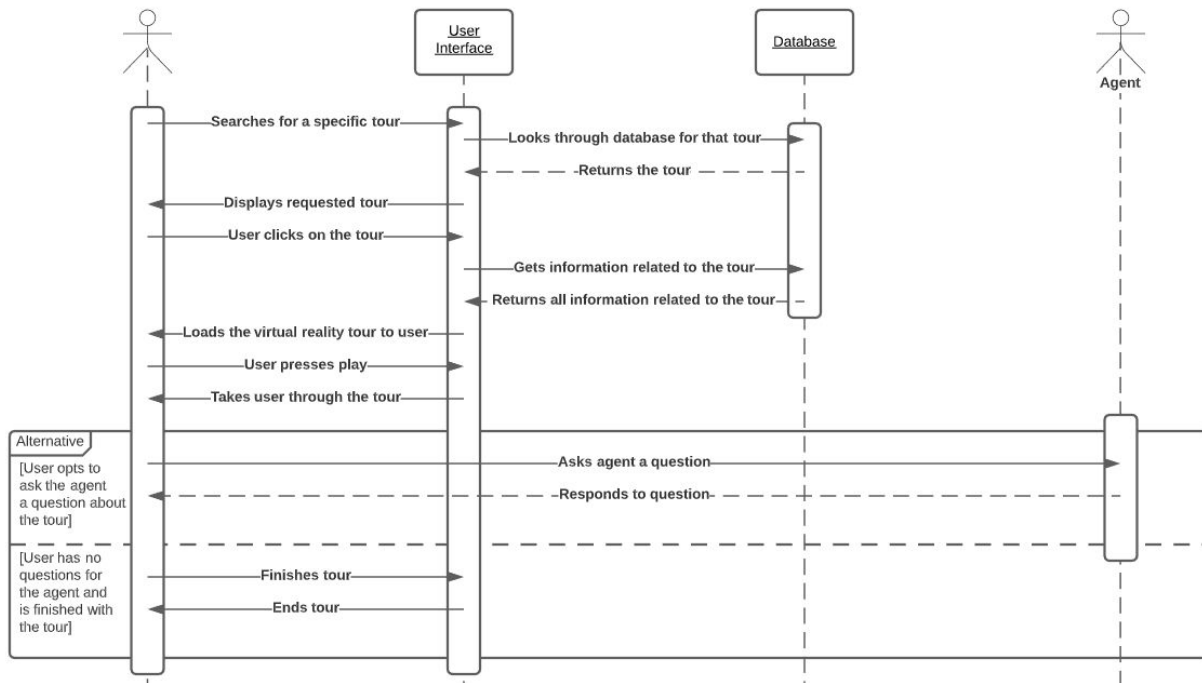 User
Interface
Database
Agent
Searches for a specific tour
Looks through database for that tour
Returns the tour
Displays requested tour
User clicks on the tour
Gets information related to the tour
Returns all information related to the tour
Loads the virtual reality tour to user
User presses play
Takes user through the tour
Alternative
[User opts to
ask the agent
a question about
the tour]
Asks agent a question
Responds to question
[User has no
questions for
the agent and
is finished with
the tour]
Finishes tour
Ends tour